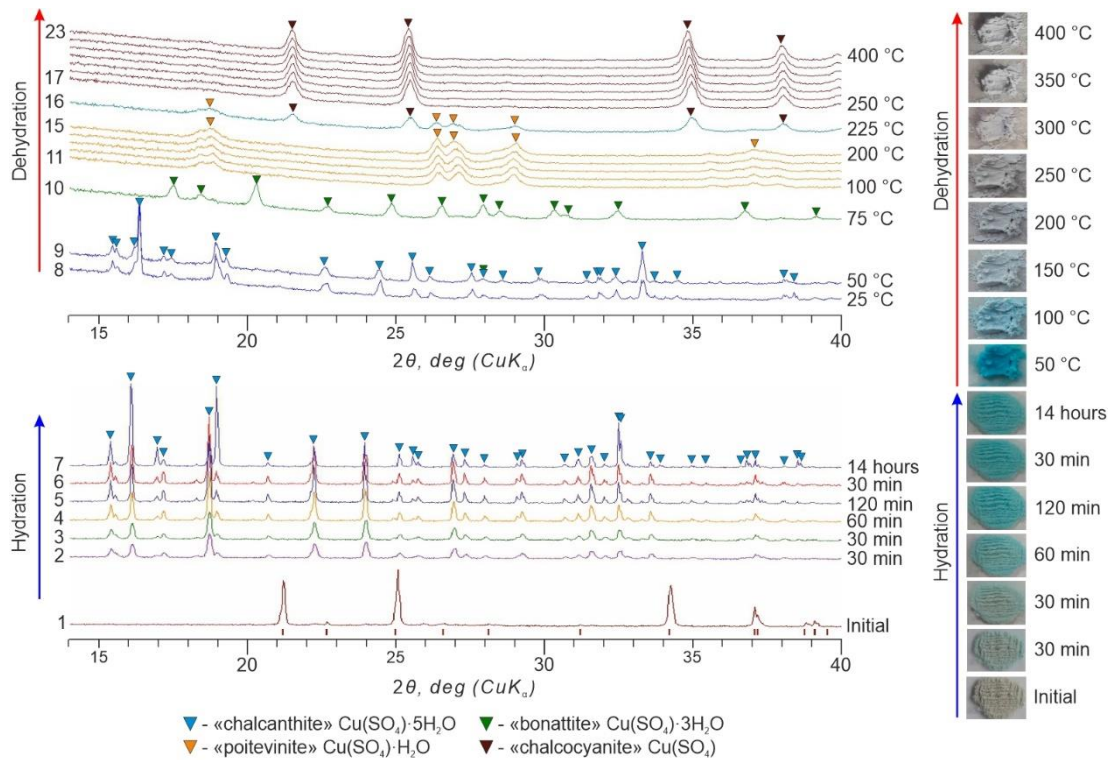 Dehydration
23
17
16
15
11
10
9
8
400 °C
250 °C
225 °C
200 °C
100 °C
75 °C
50 °C
25 °C
15 20 25 30 35 40
2θ, deg (CuKα)
Hydration
7
6
5
4
3
2
1
14 hours
30 min
120 min
60 min
30 min
30 min
Initial
15 20 25 30 35 40
2θ, deg (CuKα)
- «chalcanthite» Cu(SO₄)·5H₂O
- «bonattite» Cu(SO₄)·3H₂O
- «poitevinite» Cu(SO₄)·H₂O
- «chalcocyanite» Cu(SO₄)
Dehydration
400 °C
350 °C
300 °C
250 °C
200 °C
150 °C
100 °C
50 °C
Hydration
14 hours
30 min
120 min
60 min
30 min
30 min
Initial